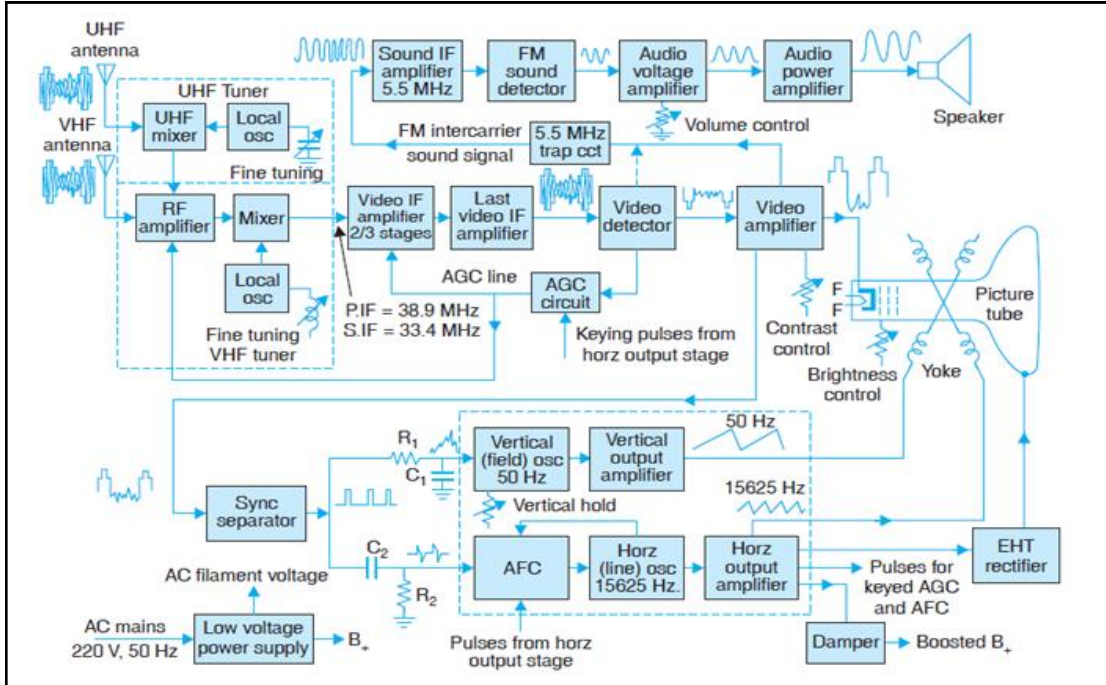 UHF
antenna
VHF
antenna
UHF Tuner
UHF
mixer
Local
osc
Fine tuning
RF
amplifier
Mixer
Local
osc
Fine tuning
VHF tuner
Sound IF
amplifier
5.5 MHz
FM
sound
detector
Audio
voltage
amplifier
Audio
power
amplifier
Speaker
Volume control
FM intercarrier
sound signal
5.5 MHz
trap cct
Video IF
amplifier
2/3 stages
Last
video IF
amplifier
Video
detector
Video
amplifier
AGC line
AGC
circuit
P.IF = 38.9 MHz
S.IF = 33.4 MHz
Keying pulses from
horz output stage
Contrast
control
F
F
Brightness
control
Picture
tube
Yoke
R1
C1
Vertical
(field) osc
50 Hz
Vertical
output
amplifier
50 Hz
Vertical hold
15625 Hz
Sync
separator
C2
R2
AFC
Horz
(line) osc
15625 Hz.
Horz
output
amplifier
EHT
rectifier
Pulses for
keyed AGC
and AFC
AC filament voltage
AC mains
220 V, 50 Hz
Low voltage
power supply
B+
Pulses from horz
output stage
Damper
Boosted B+